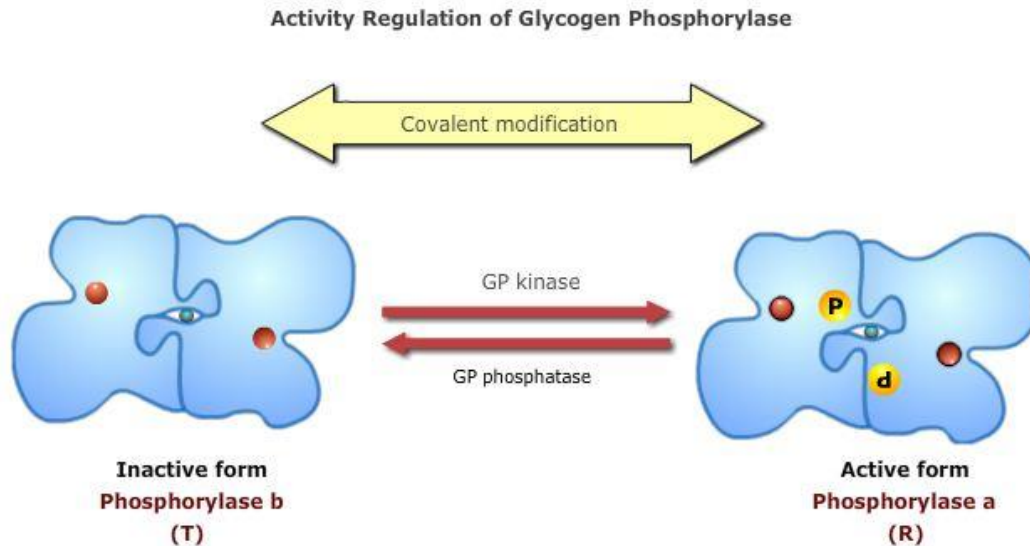 Activity Regulation of Glycogen Phosphorylase
Covalent modification
GP kinase
GP phosphatase
P
P
Inactive form
Phosphorylase b
(T)
Active form
Phosphorylase a
(R)